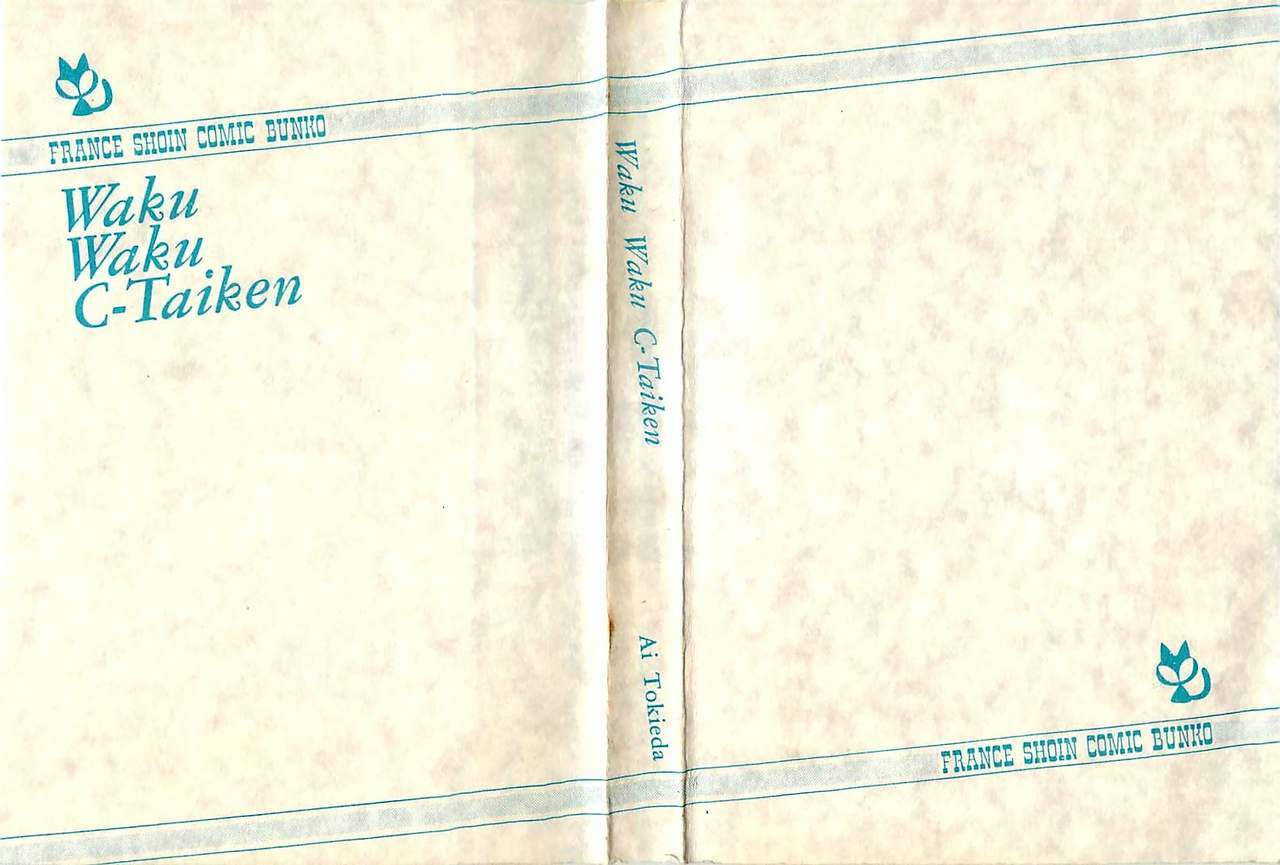 FRANCE SHOIN COMIC BUNKO
Waku
Waku
C-Taiken
Waku Waku C-Taiken
Ai Tokieda
FRANCE SHOIN COMIC BUNKO